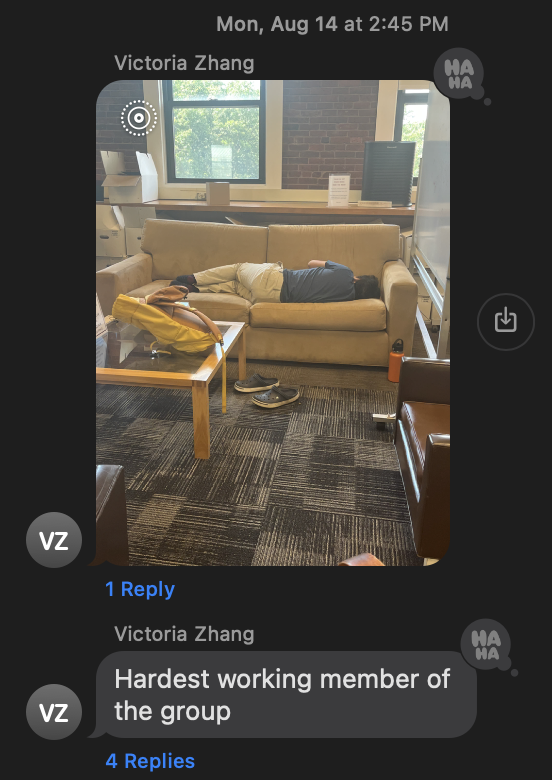 Mon, Aug 14 at 2:45 PM
Victoria Zhang
HA
HA
VZ
1 Reply
Victoria Zhang
HA
HA
Hardest working member of
the group
VZ
4 Replies